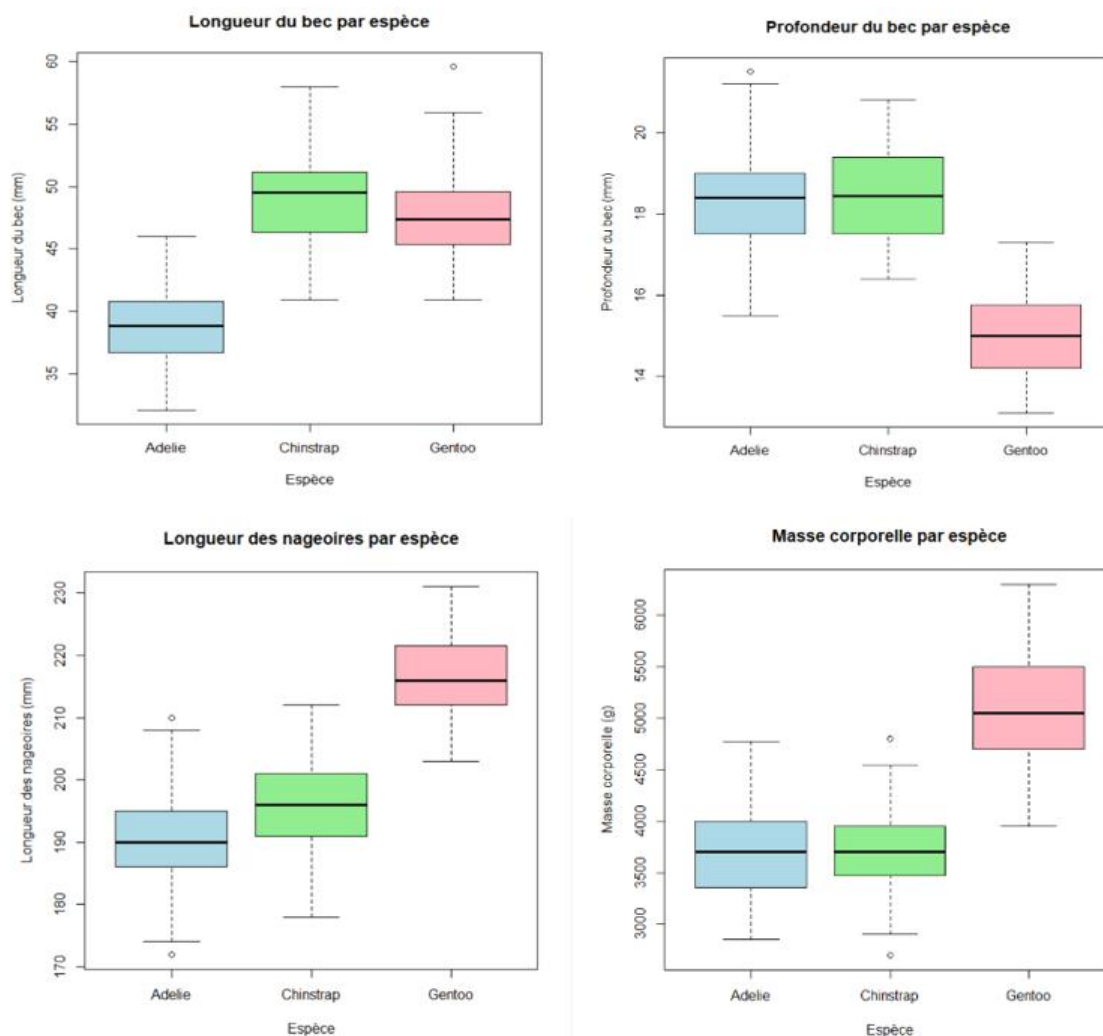 Longueur du bec par espèce
Longueur du bec (mm)
60
55
50
45
40
35
Adelie Chinstrap Gentoo
Espèce
Profondeur du bec par espèce
Profondeur du bec (mm)
20
18
16
14
Adelie Chinstrap Gentoo
Espèce
Longueur des nageoires par espèce
Longueur des nageoires (mm)
230
220
210
200
190
180
170
Adelie Chinstrap Gentoo
Espèce
Masse corporelle par espèce
Masse corporelle (g)
6000
5500
5000
4500
4000
3500
3000
Adelie Chinstrap Gentoo
Espèce